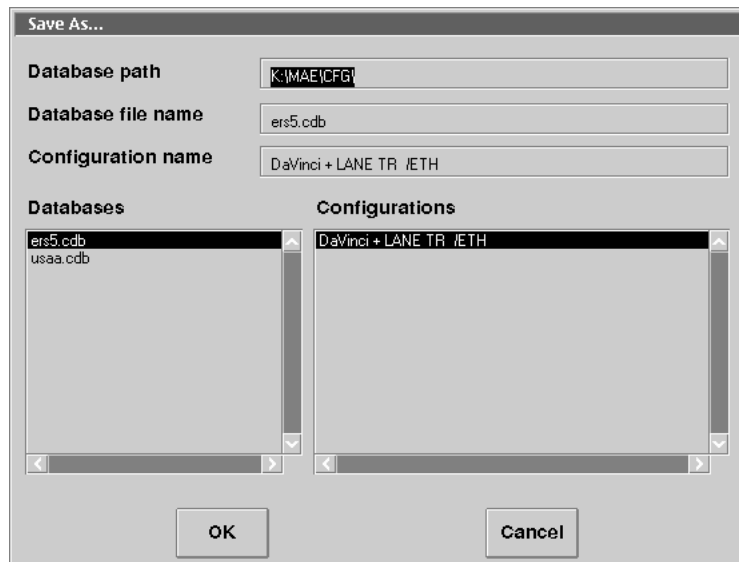 Save As...
Database path
K:\MAE\CFG\
Database file name
ers5.cdb
Configuration name
DaVinci + LANE TR /ETH
Databases
Configurations
ers5.cdb
usaa.cdb
DaVinci + LANE TR /ETH
OK
Cancel